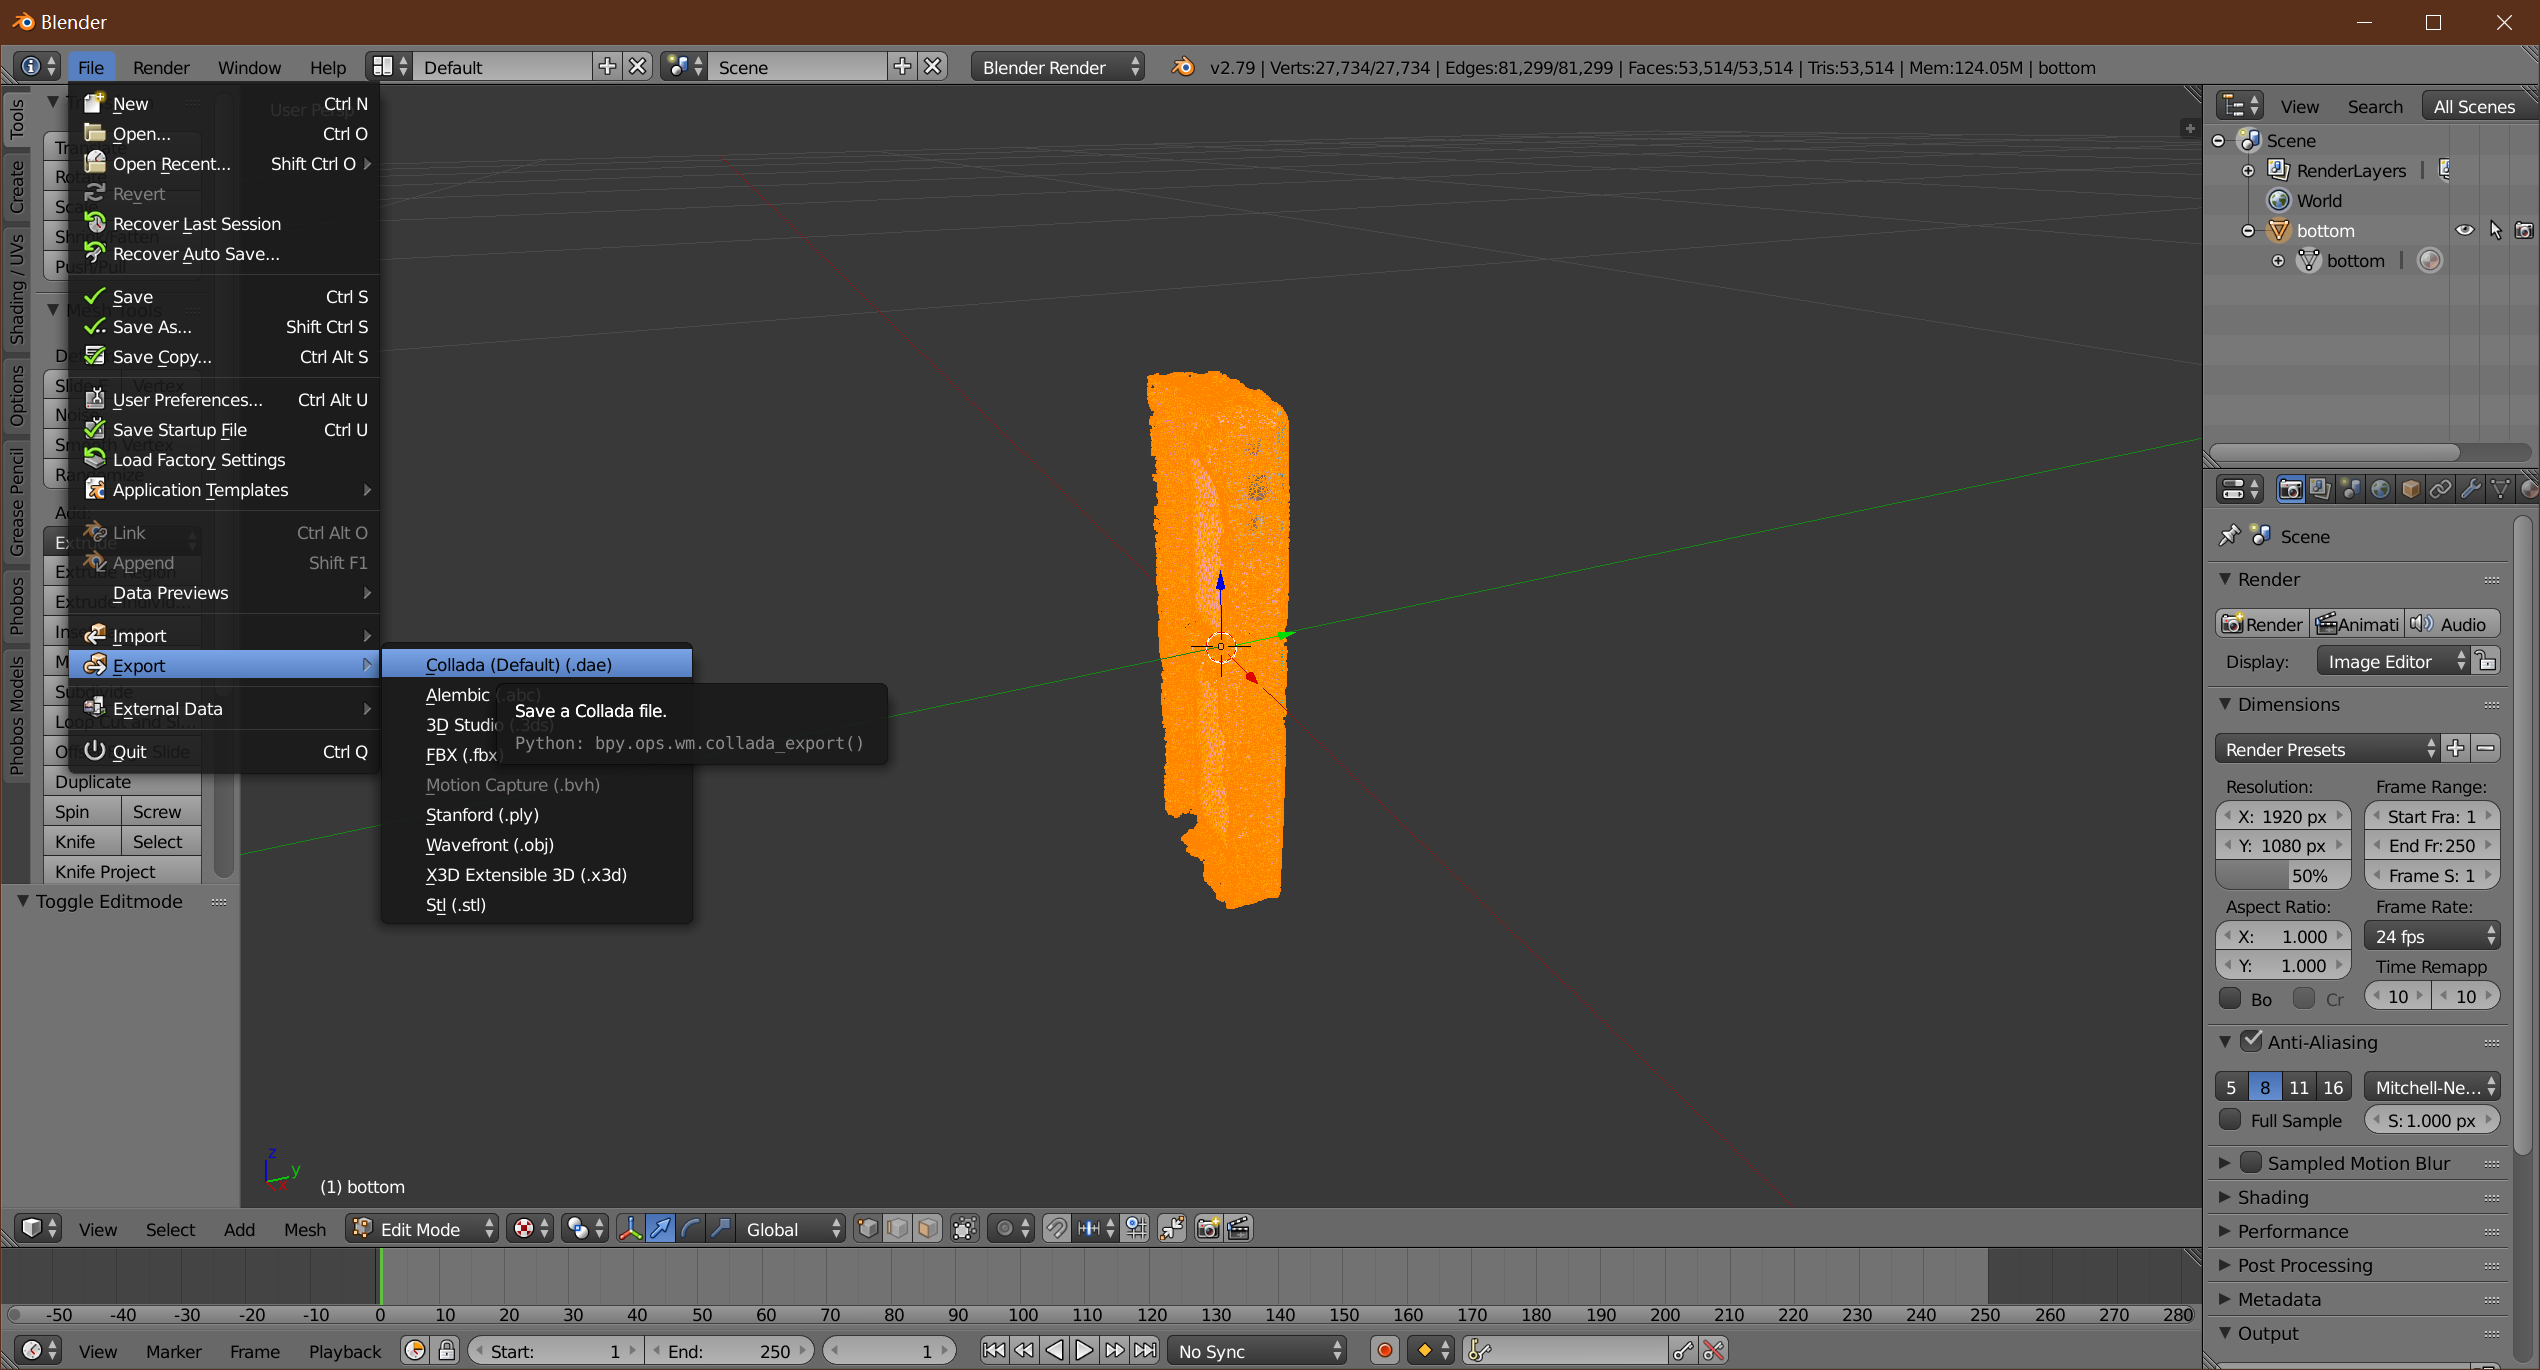 Blender
File Render Window Help Default Scene Blender Render v2.79 | Verts:27,734/27,734 | Edges:81,299/81,299 | Faces:53,514/53,514 | Tris:53,514 | Mem:124.05M | bottom
New Ctrl N
Open... Ctrl O
Open Recent... Shift Ctrl O
Revert
Recover Last Session
Recover Auto Save...
Save Ctrl S
Save As... Shift Ctrl S
Save Copy... Ctrl Alt S
User Preferences... Ctrl Alt U
Save Startup File Ctrl U
Load Factory Settings
Application Templates
Link Ctrl Alt O
Append Shift F1
Data Previews
Import
Export
External Data
Quit Ctrl Q
Collada (Default) (.dae)
Alembic (.abc)
3D Studio (.3ds)
FBX (.fbx)
Motion Capture (.bvh)
Stanford (.ply)
Wavefront (.obj)
X3D Extensible 3D (.x3d)
Stl (.stl)
Save a Collada file.
Python: bpy.ops.wm.collada_export()
Tools
Create
Shading / UVs
Options
Grease Pencil
Phobos
Phobos Models
User Persp
Duplicate
Spin Screw
Knife Select
Knife Project
Toggle Editmode
z
y
x
(1) bottom
View Select Add Mesh Edit Mode Global
-50 -40 -30 -20 -10 0 10 20 30 40 50 60 70 80 90 100 110 120 130 140 150 160 170 180 190 200 210 220 230 240 250 260 270 280
View Marker Frame Playback Start: 1 End: 250 1 No Sync
View Search All Scenes
Scene
RenderLayers
World
bottom
bottom
Scene
Render
Render Animati Audio
Display: Image Editor
Dimensions
Render Presets
Resolution: Frame Range:
X: 1920 px Start Fra: 1
Y: 1080 px End Fr:250
50% Frame S: 1
Aspect Ratio: Frame Rate:
X: 1.000 24 fps
Y: 1.000 Time Remapp
Bo Cr 10 10
Anti-Aliasing
5 8 11 16 Mitchell-Ne...
Full Sample S:1.000 px
Sampled Motion Blur
Shading
Performance
Post Processing
Metadata
Output